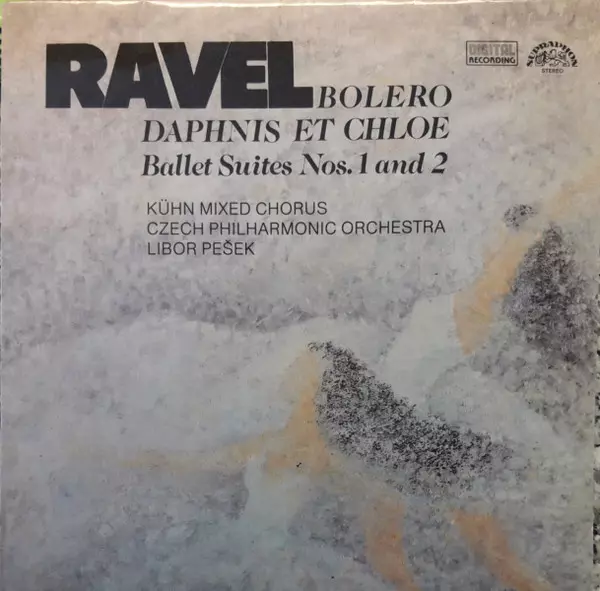 RAVEL BOLERO
DAPHNIS ET CHLOE
Ballet Suites Nos. 1 and 2
KÜHN MIXED CHORUS
CZECH PHILHARMONIC ORCHESTRA
LIBOR PEŠEK
DIGITAL
RECORDING
SUPRAPHON
STEREO